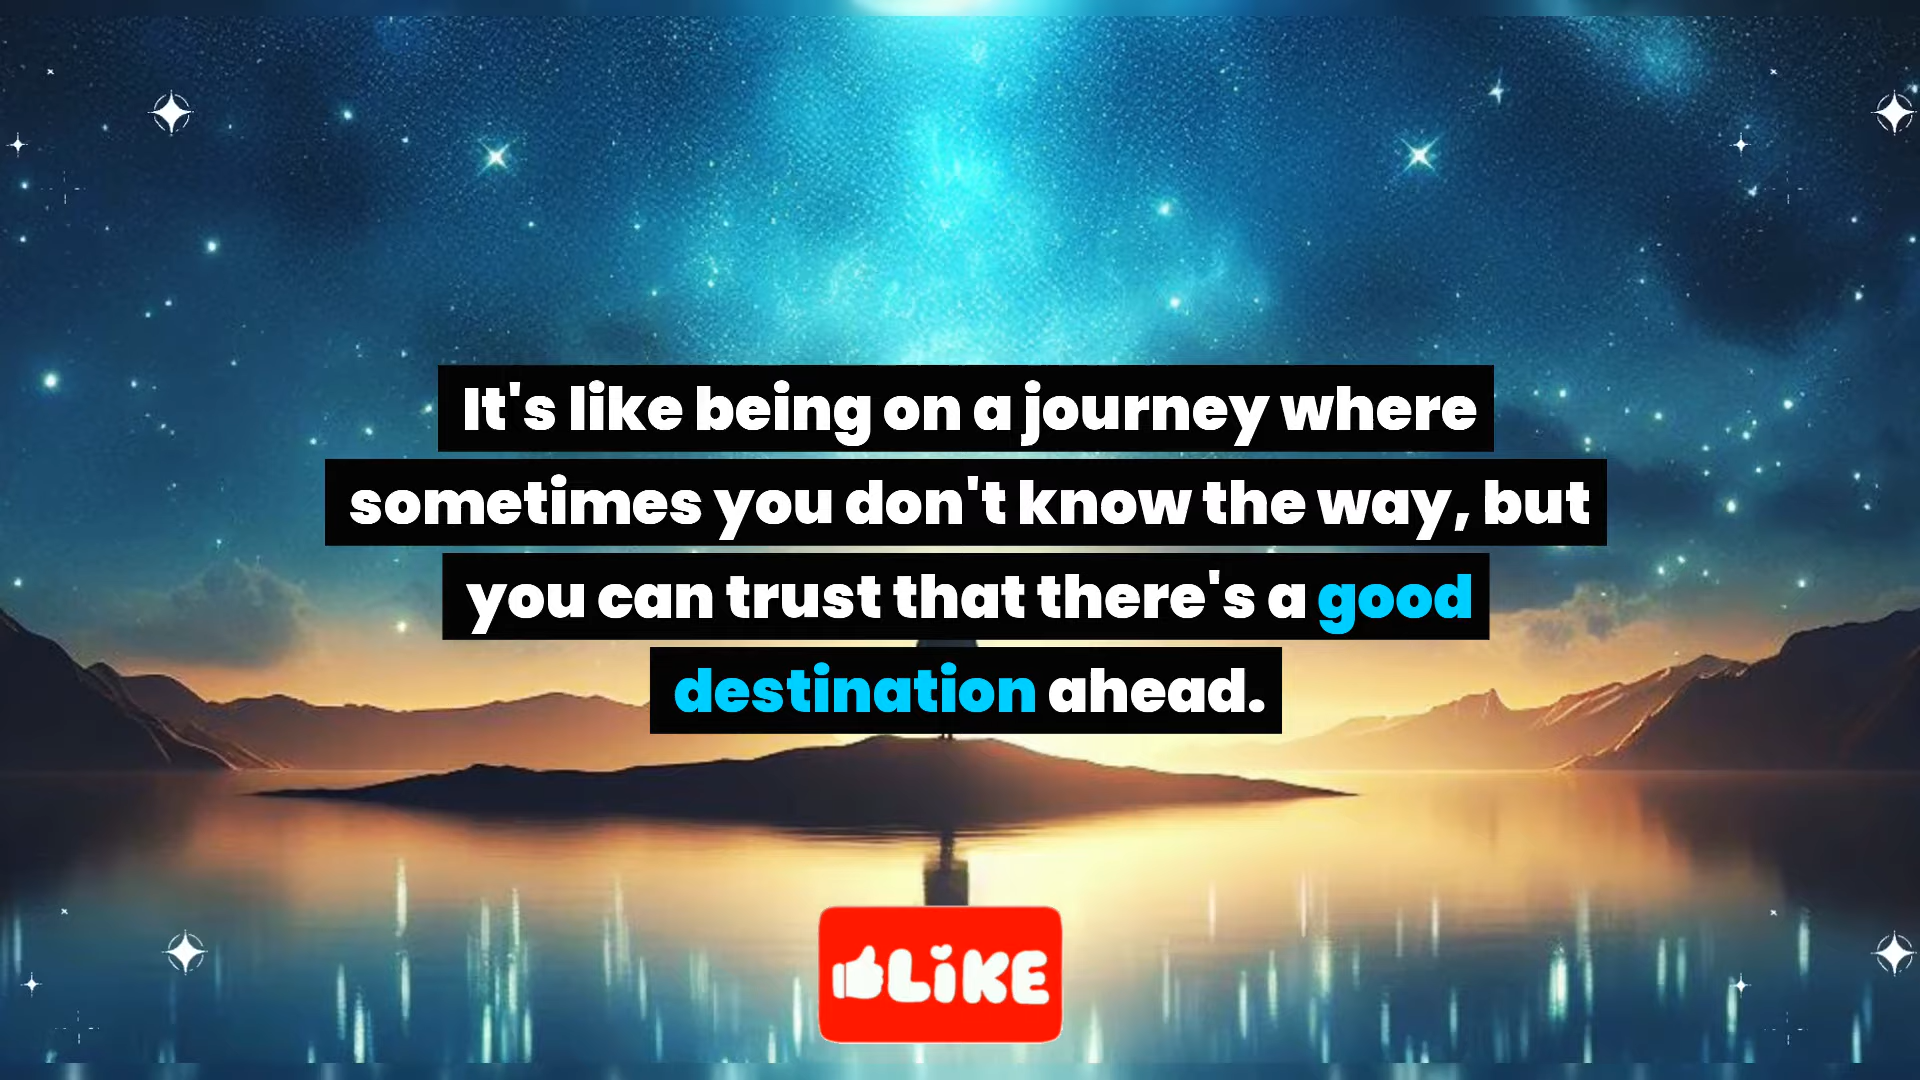 It's like being on a journey where
sometimes you don't know the way, but
you can trust that there's a good
destination ahead.
LiKE